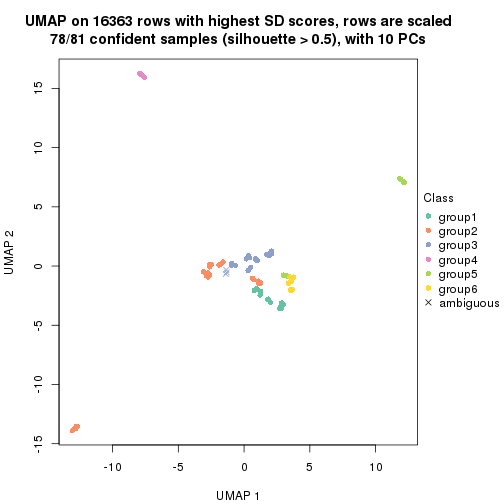 UMAP on 16363 rows with highest SD scores, rows are scaled
78/81 confident samples (silhouette > 0.5), with 10 PCs
15
10
5
0
-5
-10
-15
UMAP 2
-10
-5
0
5
10
UMAP 1
Class
group1
group2
group3
group4
group5
group6
ambiguous